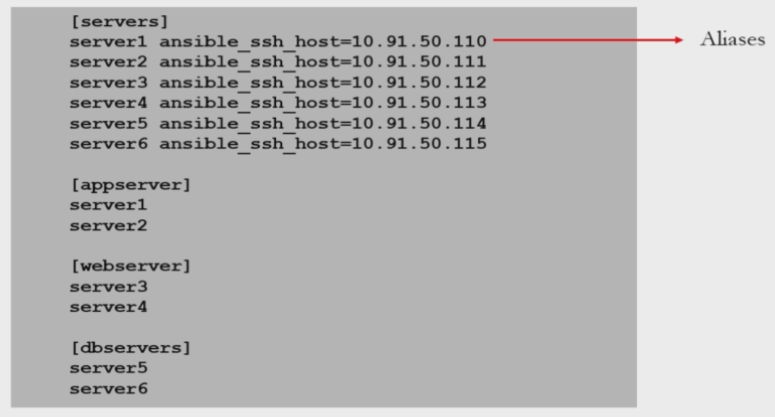 [servers]
server1 ansible_ssh_host=10.91.50.110
Aliases
server2 ansible_ssh_host=10.91.50.111
server3 ansible_ssh_host=10.91.50.112
server4 ansible_ssh_host=10.91.50.113
server5 ansible_ssh_host=10.91.50.114
server6 ansible_ssh_host=10.91.50.115
[appserver]
server1
server2
[webserver]
server3
server4
[dbservers]
server5
server6